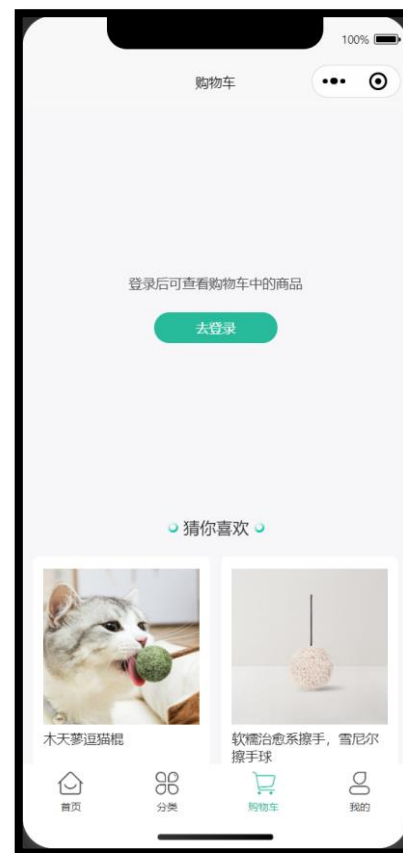 100%
购物车
登录后可查看购物车中的商品
去登录
猜你喜欢
木天蓼逗猫棍
软糯治愈系擦手，雪尼尔
擦手球
首页
分类
购物车
我的